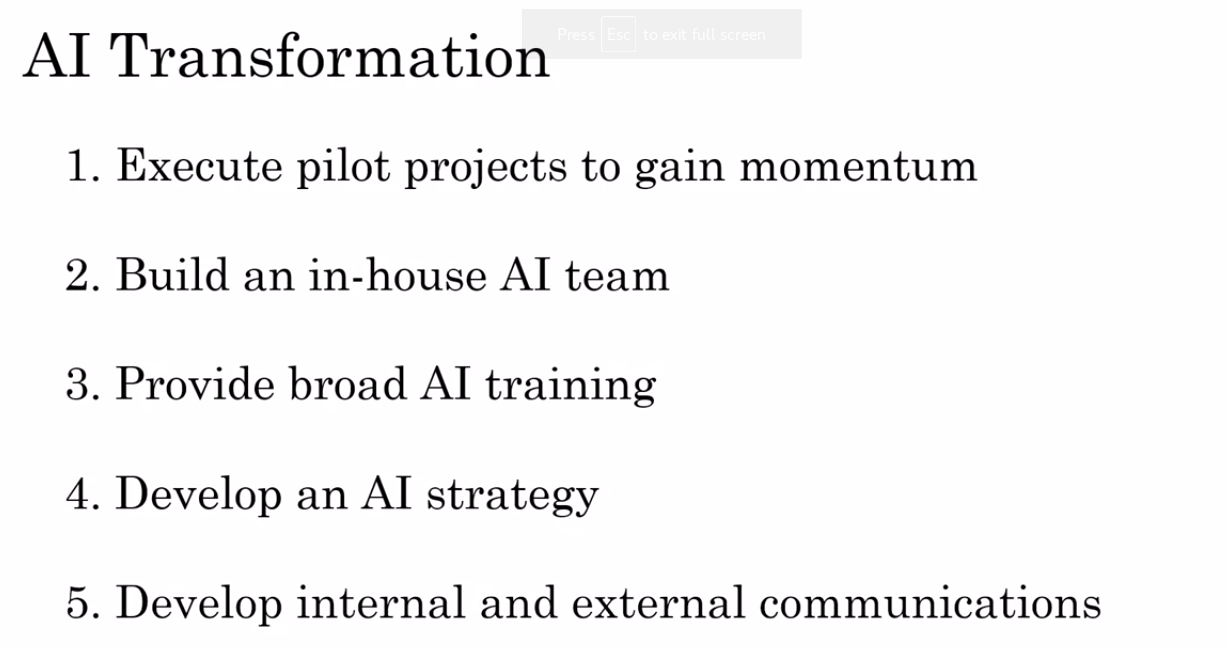 Press Esc to exit full screen
AI Transformation
1. Execute pilot projects to gain momentum
2. Build an in-house AI team
3. Provide broad AI training
4. Develop an AI strategy
5. Develop internal and external communications